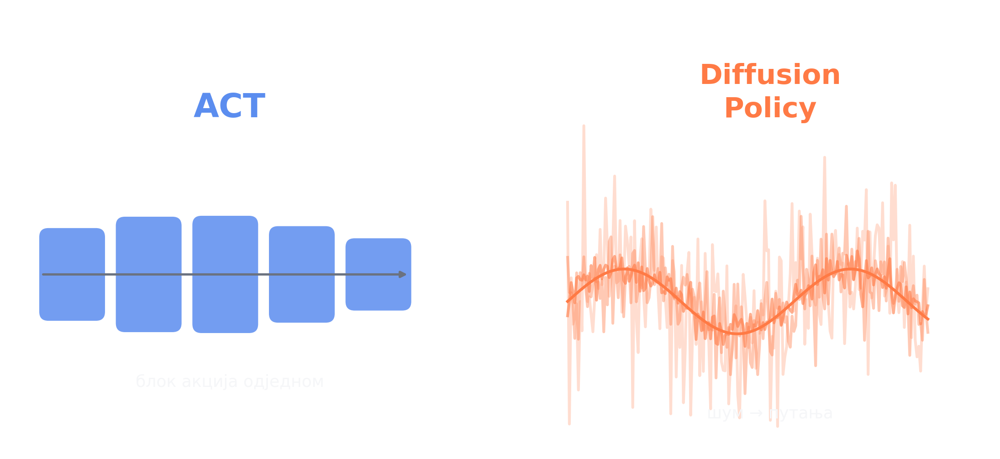 ACT
блок акција одједном
Diffusion
Policy
шум → путања